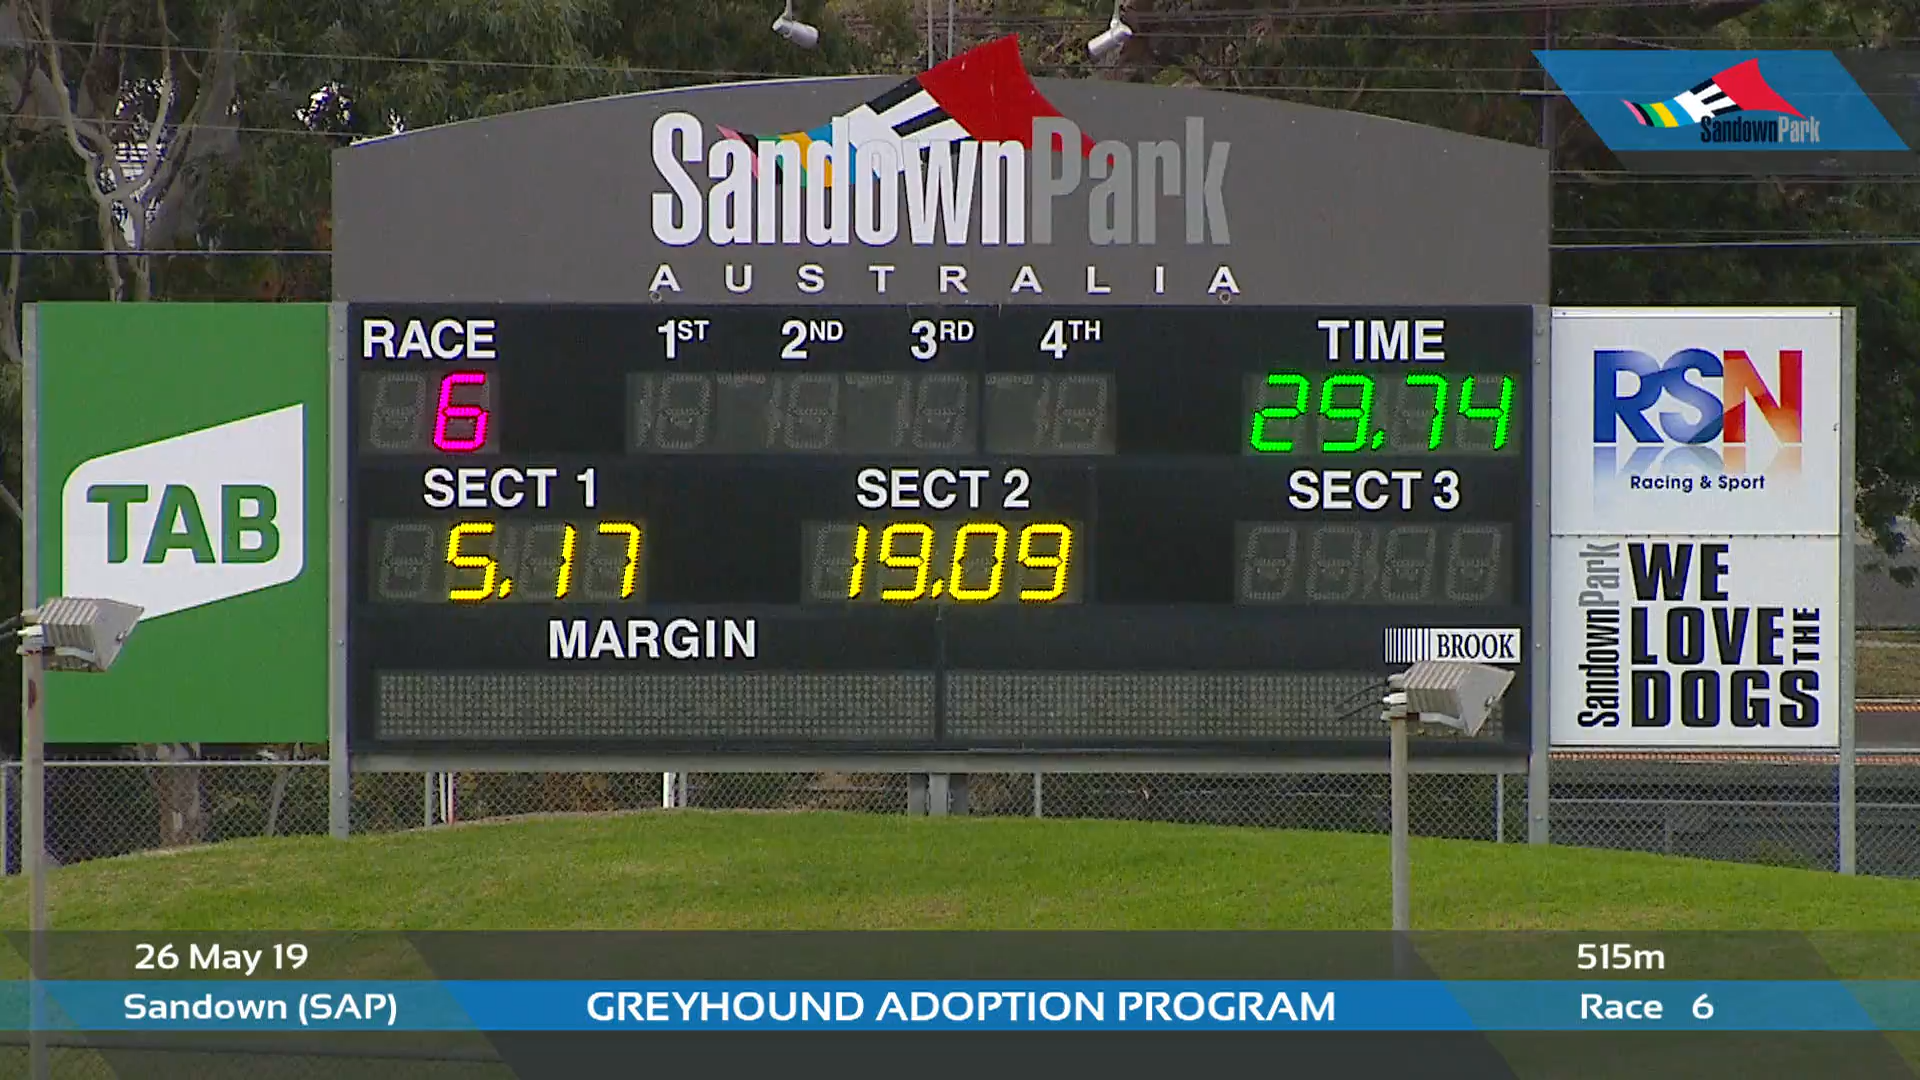 SandownPark
SandownPark
AUSTRALIA
RACE 1ST 2ND 3RD 4TH TIME
6 29.74
SECT 1 SECT 2 SECT 3
5.17 19.09
MARGIN
BROOK
TAB
RSN
Racing & Sport
SandownPark
WE
LOVE THE
DOGS
26 May 19 515m
Sandown (SAP) GREYHOUND ADOPTION PROGRAM Race 6